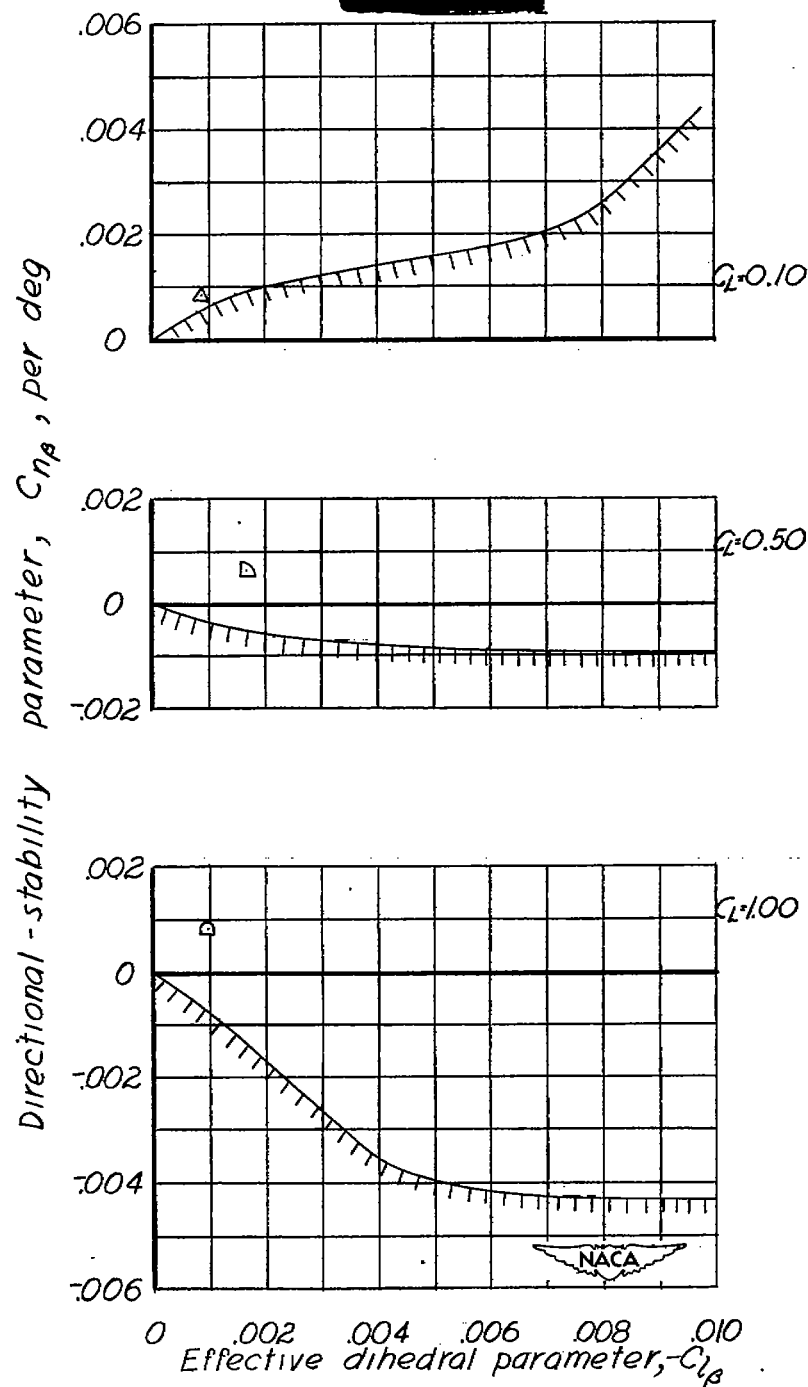 Directional-stability parameter, Cnβ, per deg
.006
.004
.002
0
CL=0.10
.002
0
-.002
CL=0.50
.002
0
-.002
-.004
-.006
CL=1.00
NACA
0 .002 .004 .006 .008 .010
Effective dihedral parameter,-Clβ